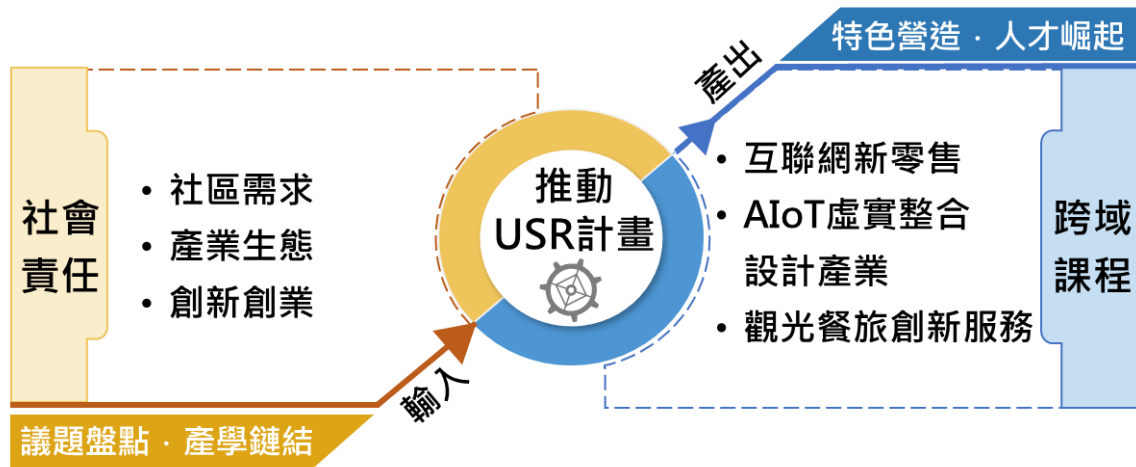 社會
責任
• 社區需求
• 產業生態
• 創新創業
議題盤點．產學鏈結
輸入
推動
USR計畫
產出
特色營造．人才崛起
• 互聯網新零售
• AIoT虛實整合
設計產業
• 觀光餐旅創新服務
跨域
課程